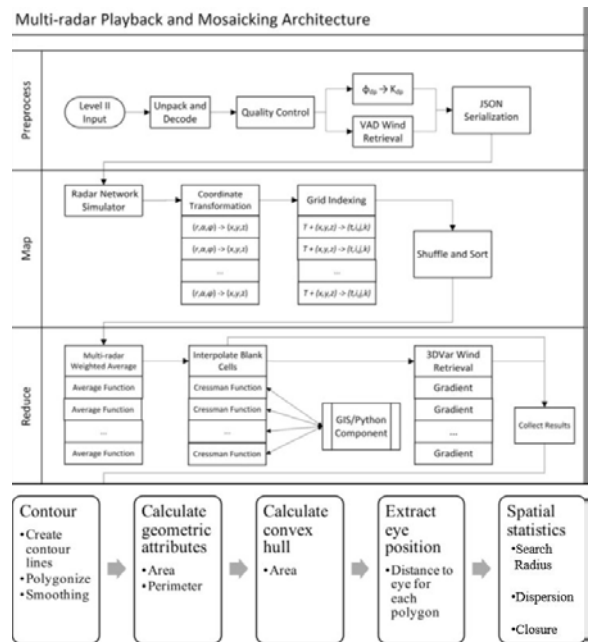 Multi-radar Playback and Mosaicking Architecture
Preprocess
Level II
Input
Unpack and
Decode
Quality Control
ϕdp → Kdp
VAD Wind
Retrieval
JSON
Serialization
Map
Radar Network
Simulator
Coordinate
Transformation
(r,α,φ) -> (x,y,z)
(r,α,φ) -> (x,y,z)
...
(r,α,φ) -> (x,y,z)
Grid Indexing
T + (x,y,z) -> (t,i,j,k)
T + (x,y,z) -> (t,i,j,k)
...
T + (x,y,z) -> (t,i,j,k)
Shuffle and Sort
Reduce
Multi-radar
Weighted Average
Average Function
Average Function
...
Average Function
Interpolate Blank
Cells
Cressman Function
Cressman Function
...
Cressman Function
GIS/Python
Component
3DVar Wind
Retrieval
Gradient
Gradient
...
Gradient
Collect Results
Contour
•Create
contour
lines
•Polygonize
•Smoothing
Calculate
geometric
attributes
•Area
•Perimeter
Calculate
convex
hull
•Area
Extract
eye
position
•Distance to
eye for
each
polygon
Spatial
statistics
•Search
Radius
•Dispersion
•Closure